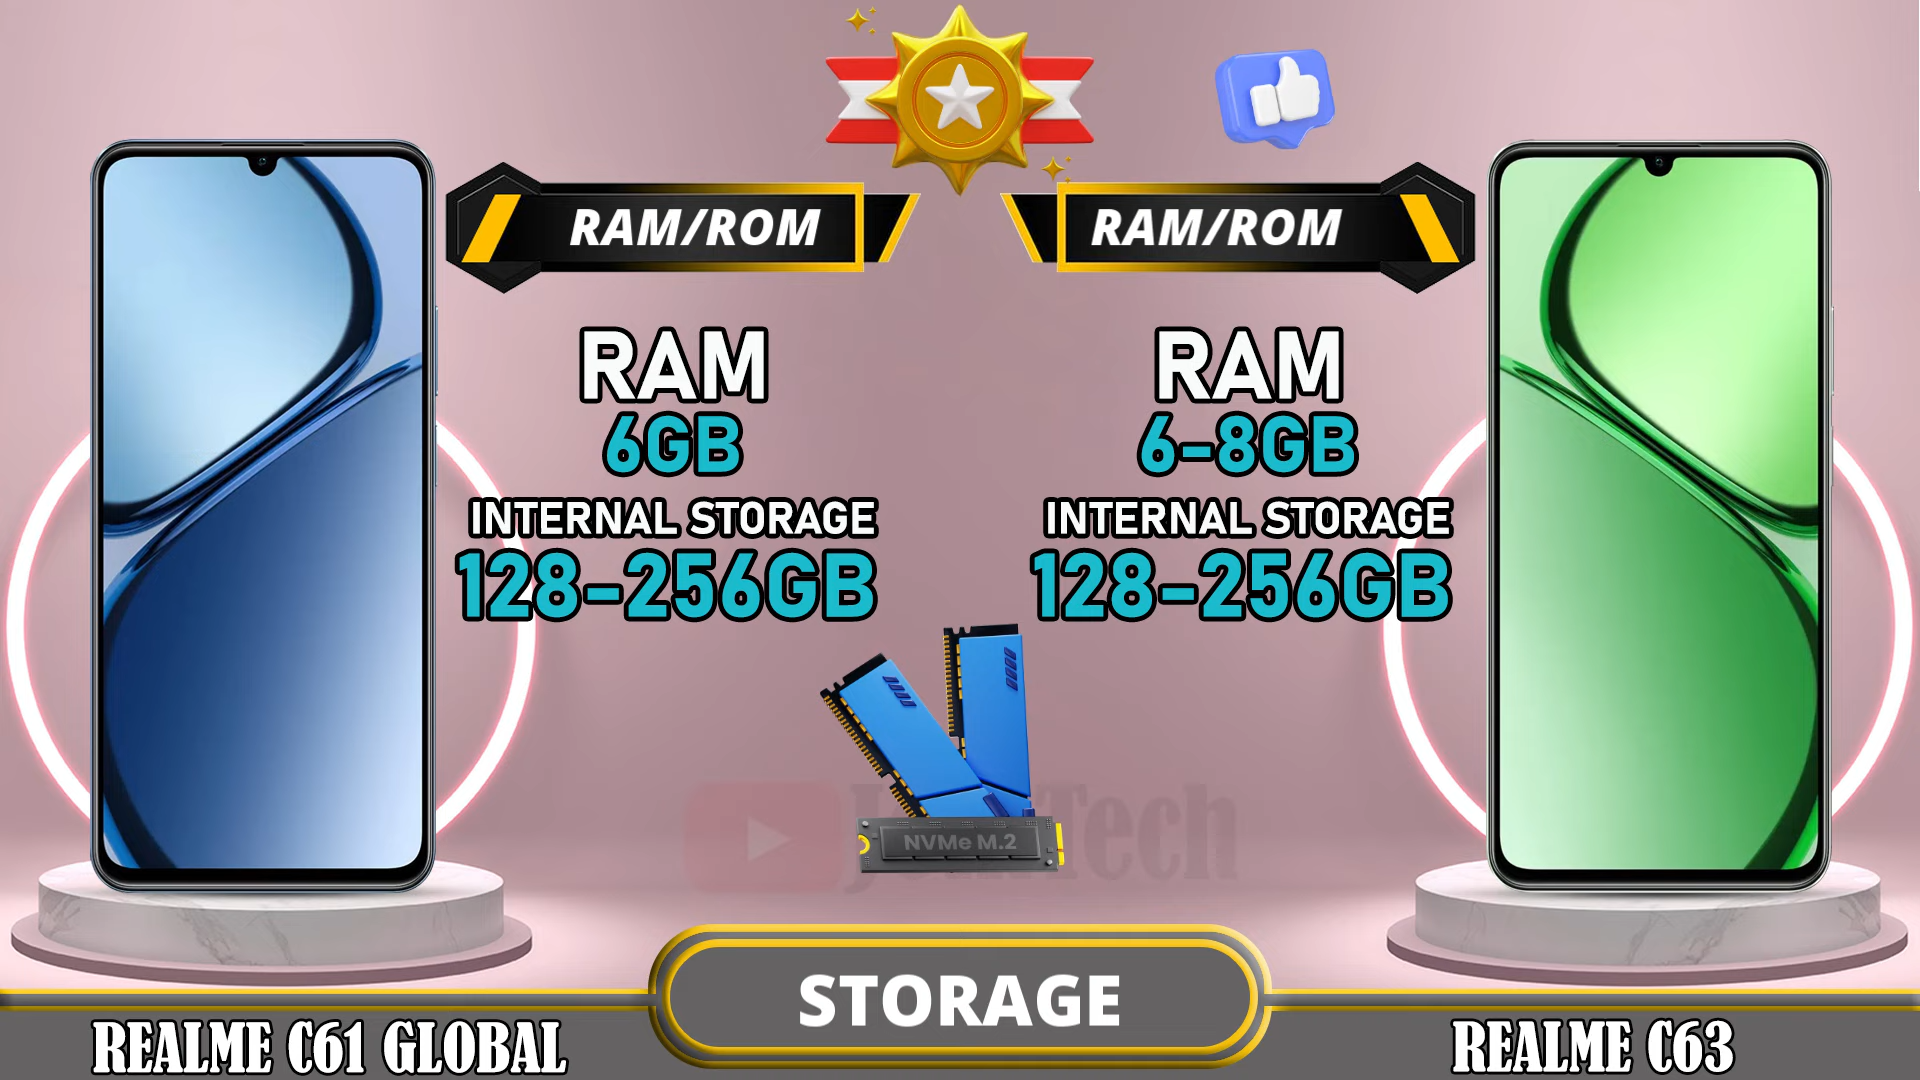 RAM/ROM
RAM
6GB
INTERNAL STORAGE
128-256GB
RAM/ROM
RAM
6-8GB
INTERNAL STORAGE
128-256GB
NVMe M.2
Tech
STORAGE
REALME C61 GLOBAL
REALME C63